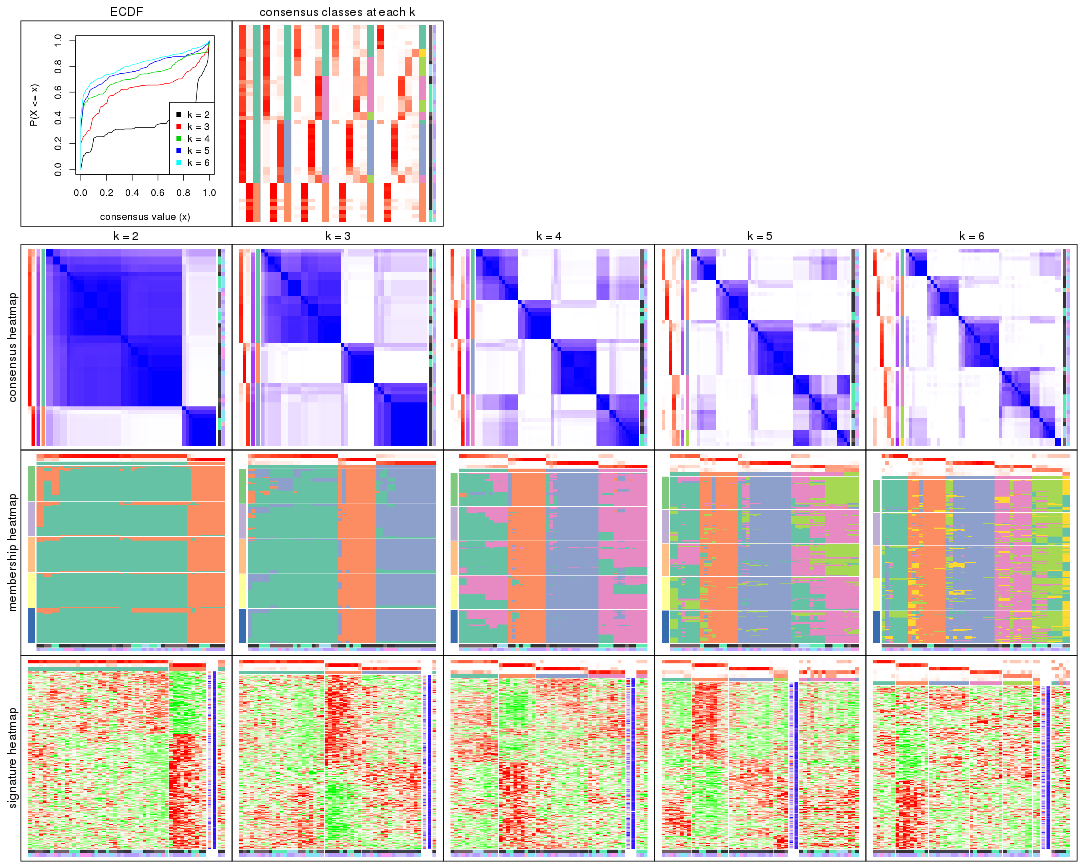 ECDF
consensus classes at each k
P(X <= x)
0.0 0.2 0.4 0.6 0.8 1.0
k = 2
k = 3
k = 4
k = 5
k = 6
0.0 0.2 0.4 0.6 0.8 1.0
consensus value (x)
k = 2 k = 3 k = 4 k = 5 k = 6
consensus heatmap
membership heatmap
signature heatmap